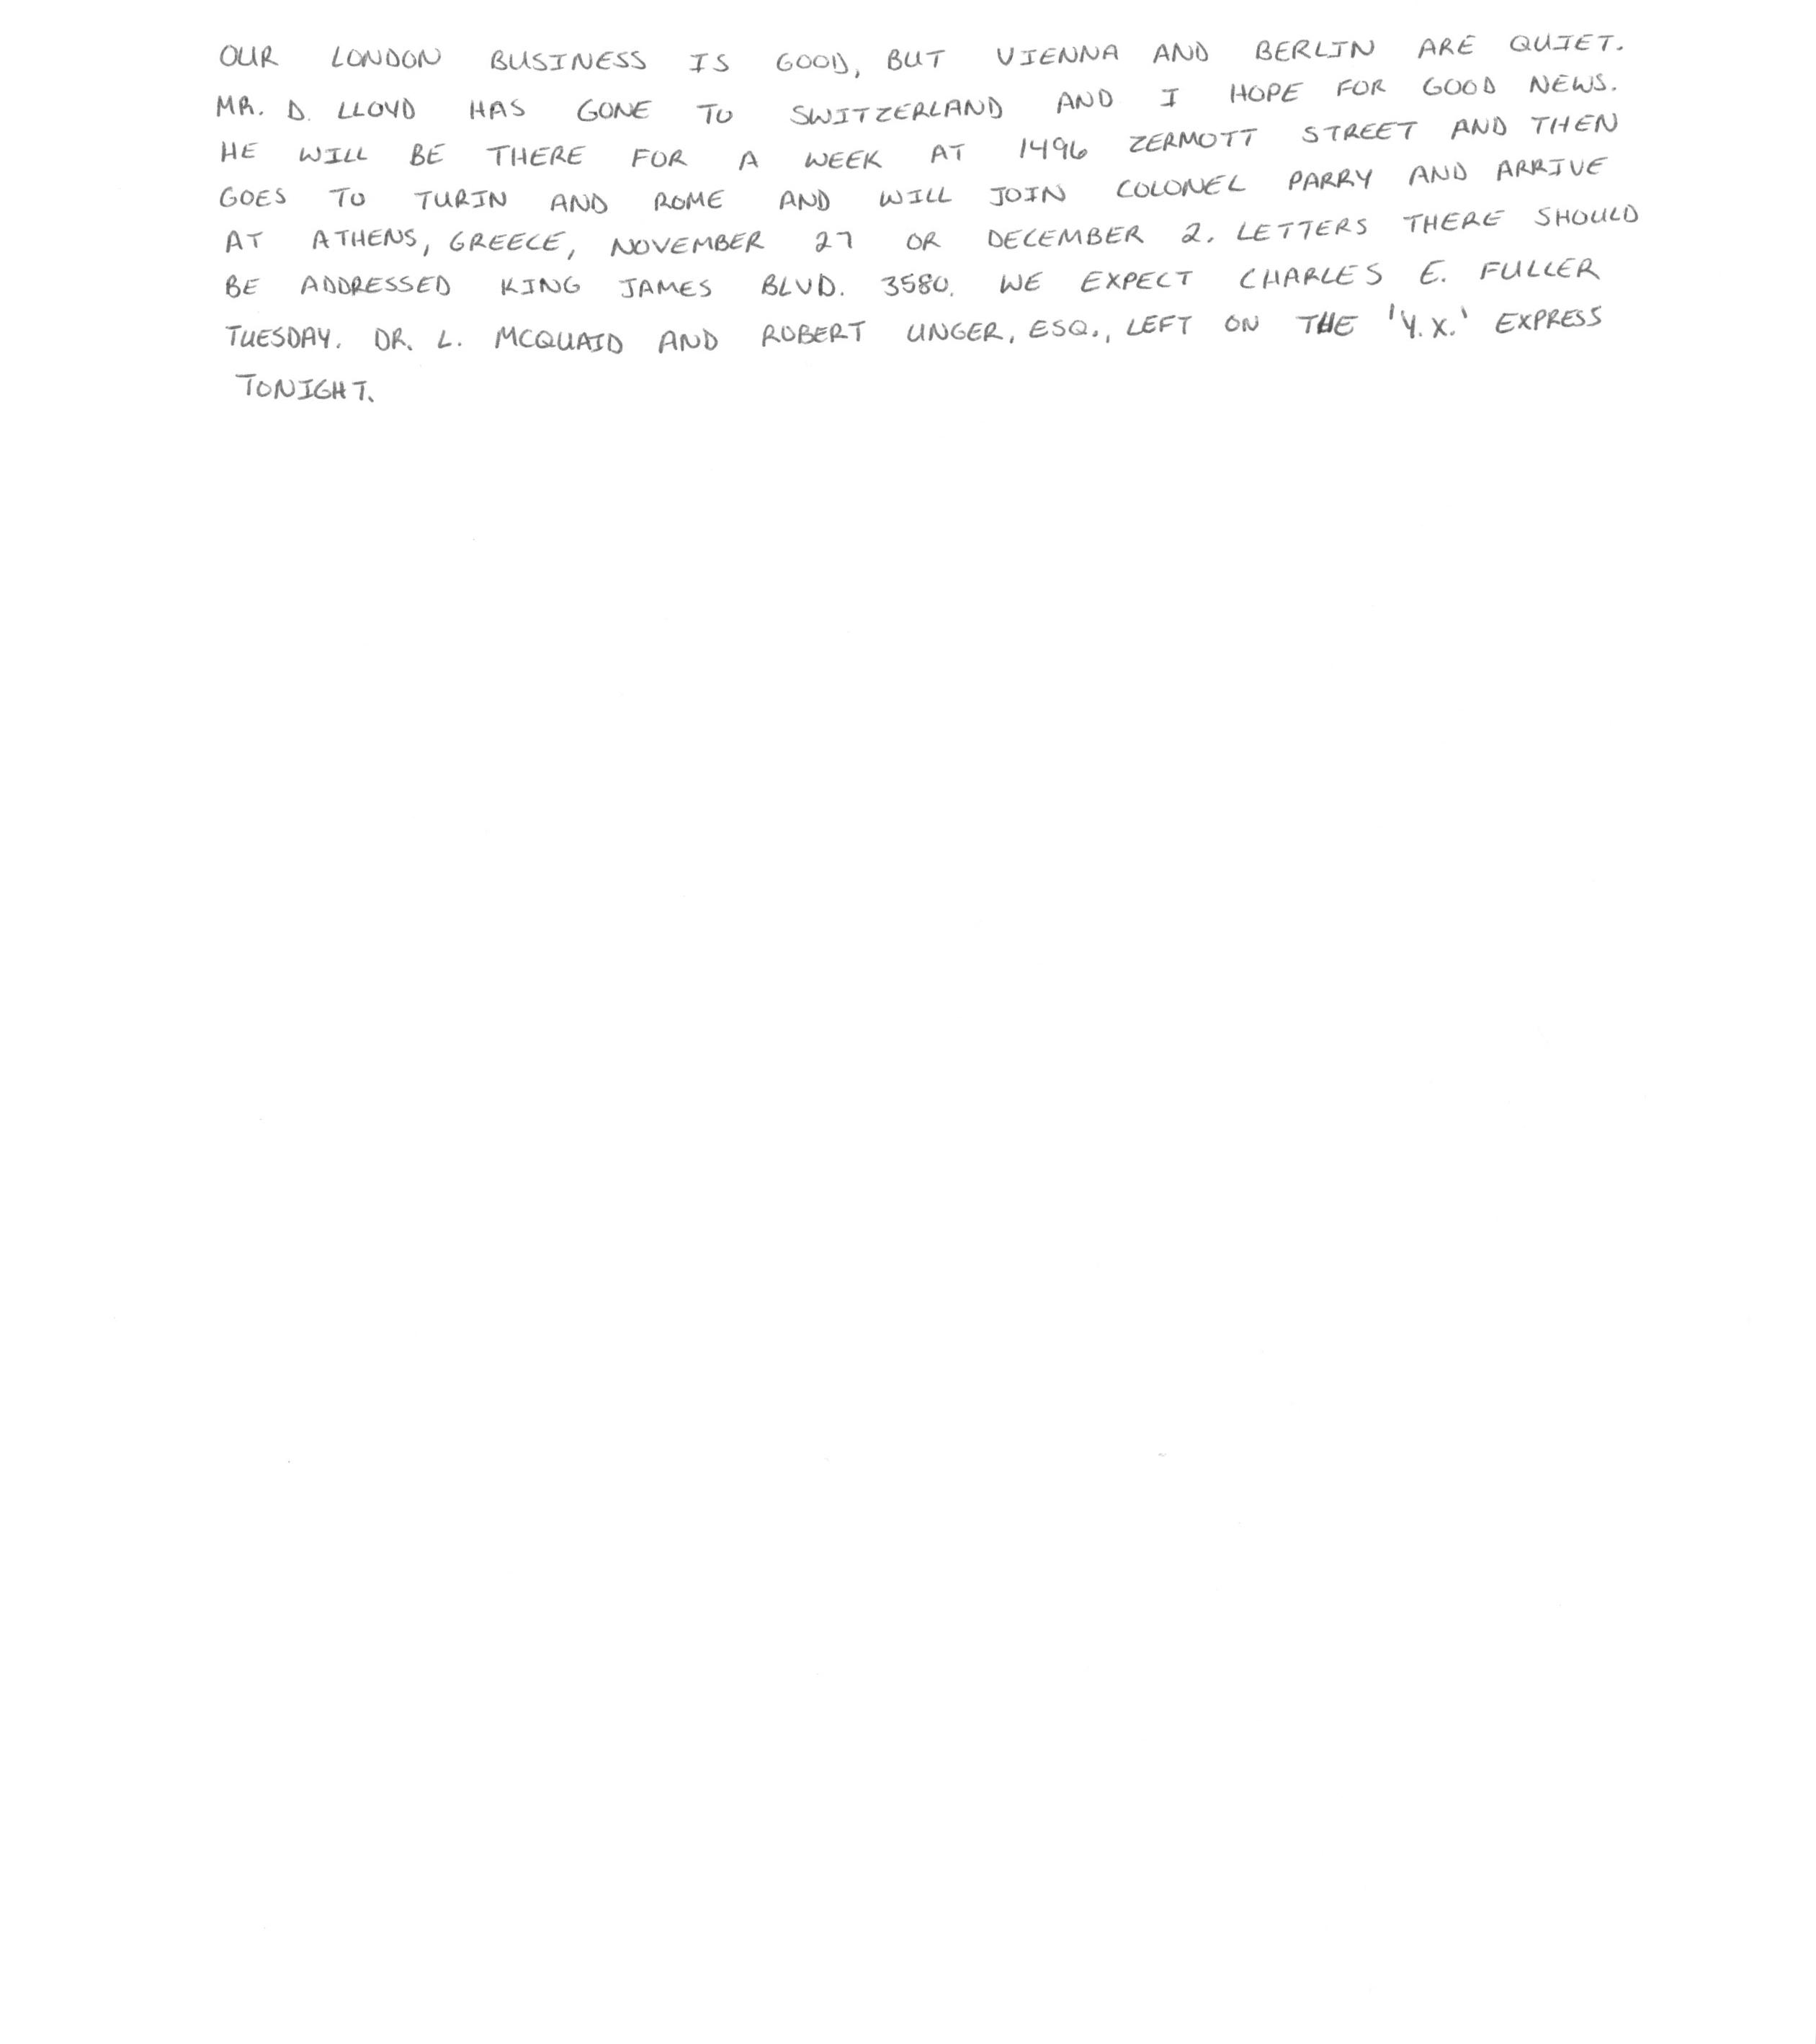 OUR LONDON BUSINESS IS GOOD, BUT VIENNA AND BERLIN ARE QUIET.
MR. D. LLOYD HAS GONE TO SWITZERLAND AND I HOPE FOR GOOD NEWS.
HE WILL BE THERE FOR A WEEK AT 1496 ZERMOTT STREET AND THEN
GOES TO TURIN AND ROME AND WILL JOIN COLONEL PARRY AND ARRIVE
AT ATHENS, GREECE, NOVEMBER 27 OR DECEMBER 2. LETTERS THERE SHOULD
BE ADDRESSED KING JAMES BLVD. 3580. WE EXPECT CHARLES E. FULLER
TUESDAY. DR. L. MCQUAID AND ROBERT UNGER, ESQ., LEFT ON THE 'Y.X.' EXPRESS
TONIGHT.